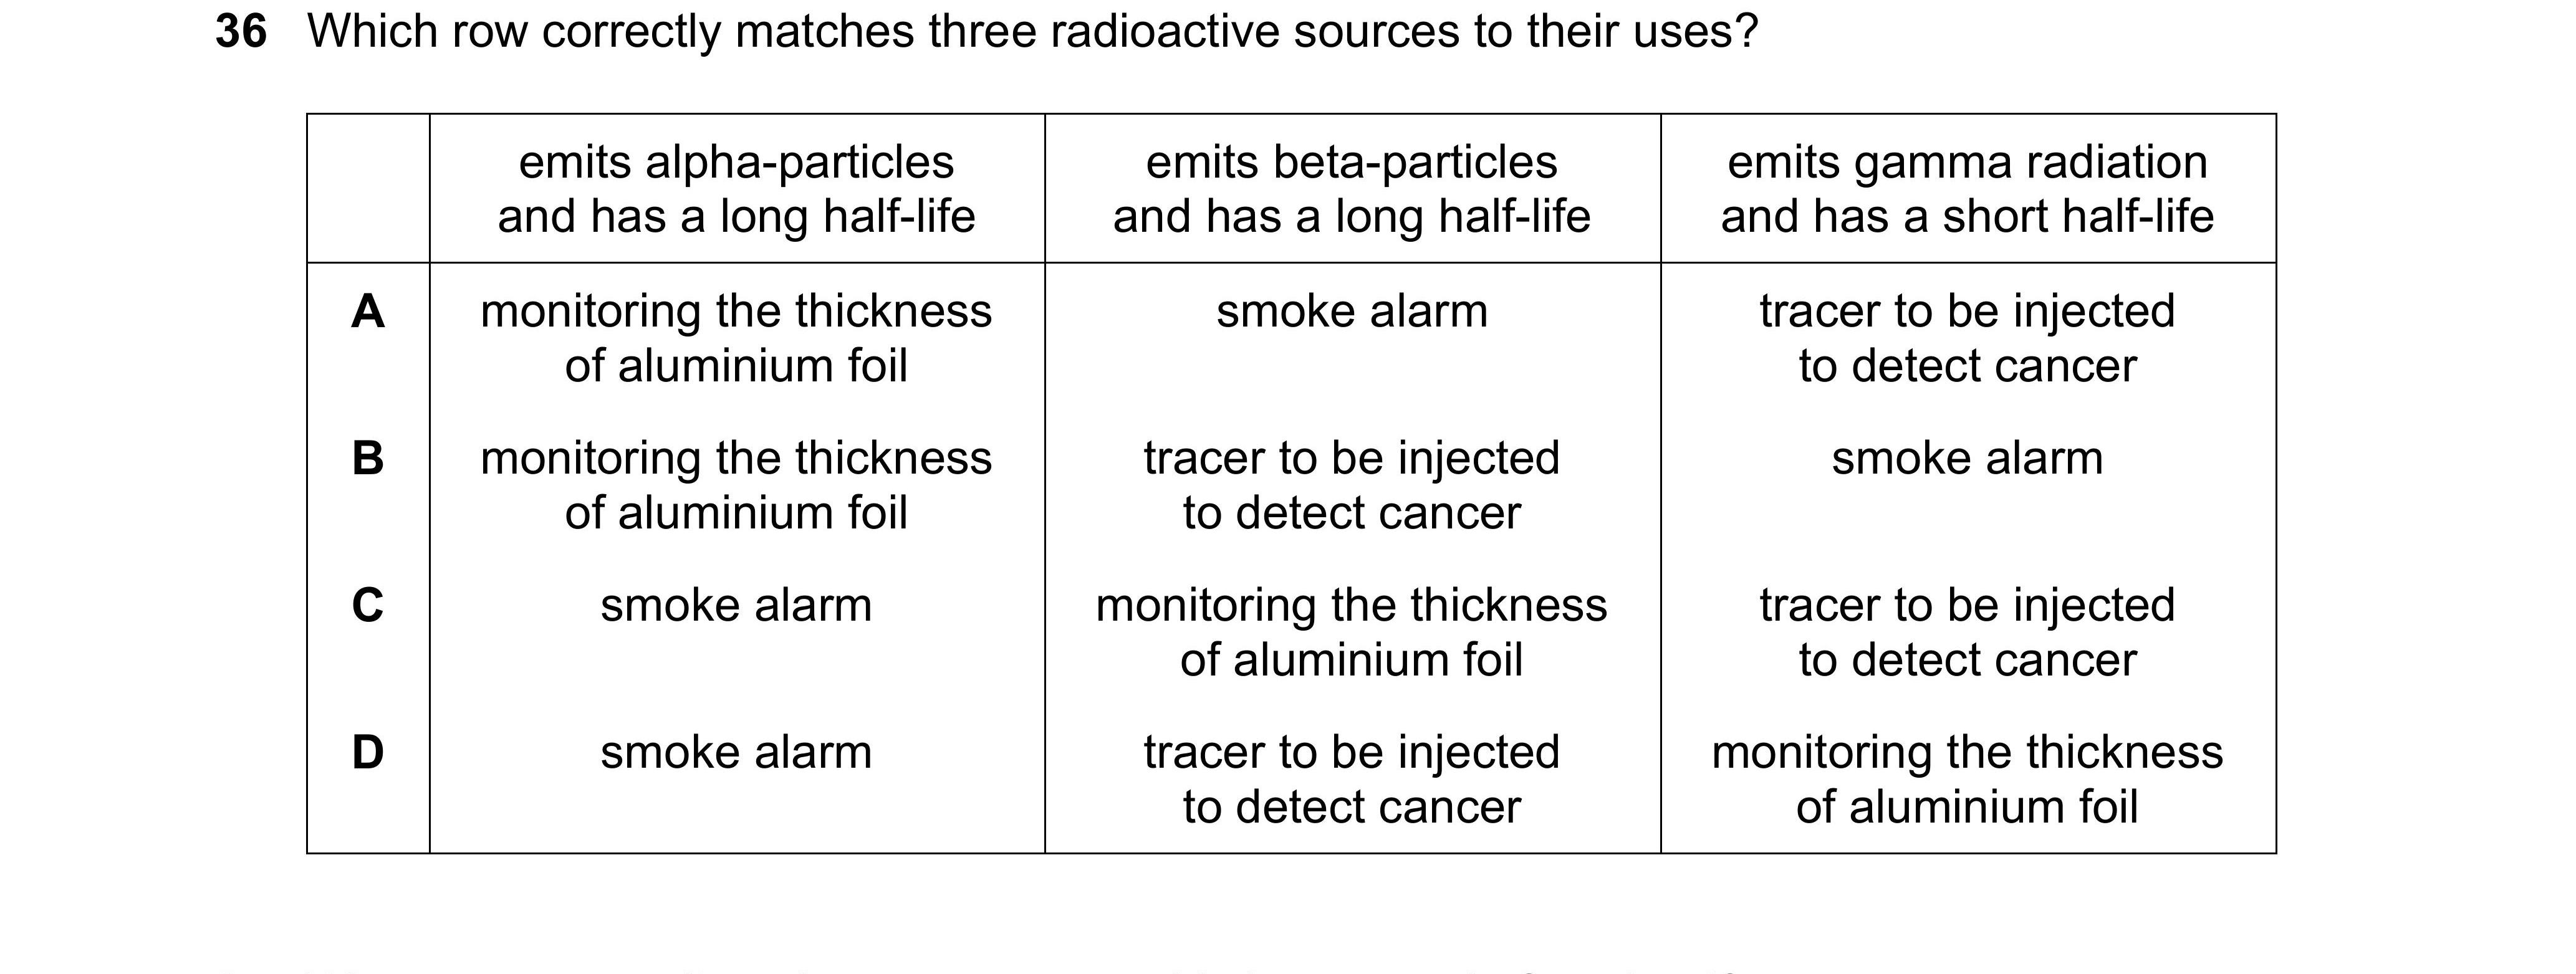 36 Which row correctly matches three radioactive sources to their uses?
emits alpha-particles and has a long half-life
emits beta-particles and has a long half-life
emits gamma radiation and has a short half-life
A
monitoring the thickness of aluminium foil
smoke alarm
tracer to be injected to detect cancer
B
monitoring the thickness of aluminium foil
tracer to be injected to detect cancer
smoke alarm
C
smoke alarm
monitoring the thickness of aluminium foil
tracer to be injected to detect cancer
D
smoke alarm
tracer to be injected to detect cancer
monitoring the thickness of aluminium foil